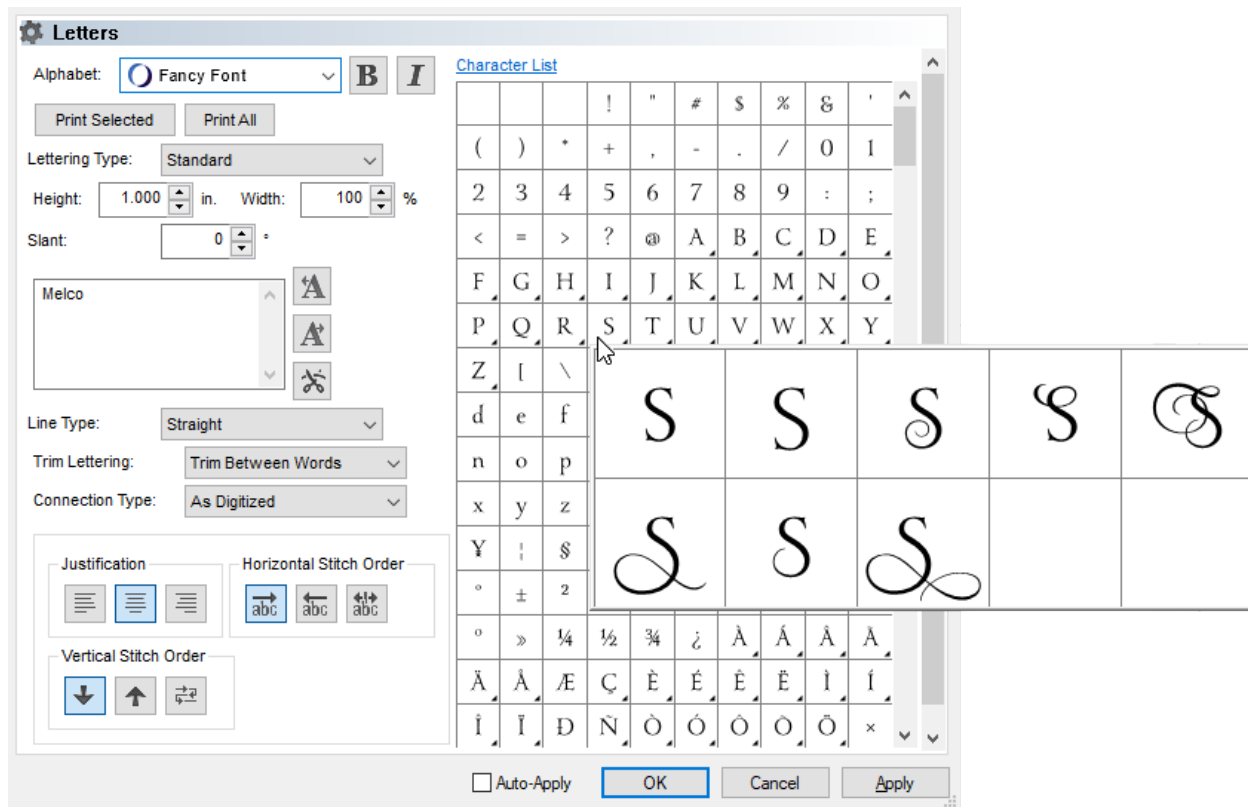 Letters
Alphabet: Fancy Font B I
Print Selected Print All
Lettering Type: Standard
Height: 1.000 in. Width: 100 %
Slant: 0 °
Melco
A
A
Line Type: Straight
Trim Lettering: Trim Between Words
Connection Type: As Digitized
Justification
Horizontal Stitch Order
abc abc abc
Vertical Stitch Order
Character List
! " # $ % & '
( ) * + , - . / 0 1
2 3 4 5 6 7 8 9 : ;
< = > ? @ A B C D E
F G H I J K L M N O
P Q R S T U V W X Y
Z [ \
d e f
n o p
x y z
¥ ¦ §
° ± ²
º » ¼ ½ ¾ ¿ À Á Â Ã
Ä Å Æ Ç È É Ê Ë Ì Í
Î Ï Ð Ñ Ò Ó Ô Õ Ö ×
S S S S S
S S S
Auto-Apply OK Cancel Apply